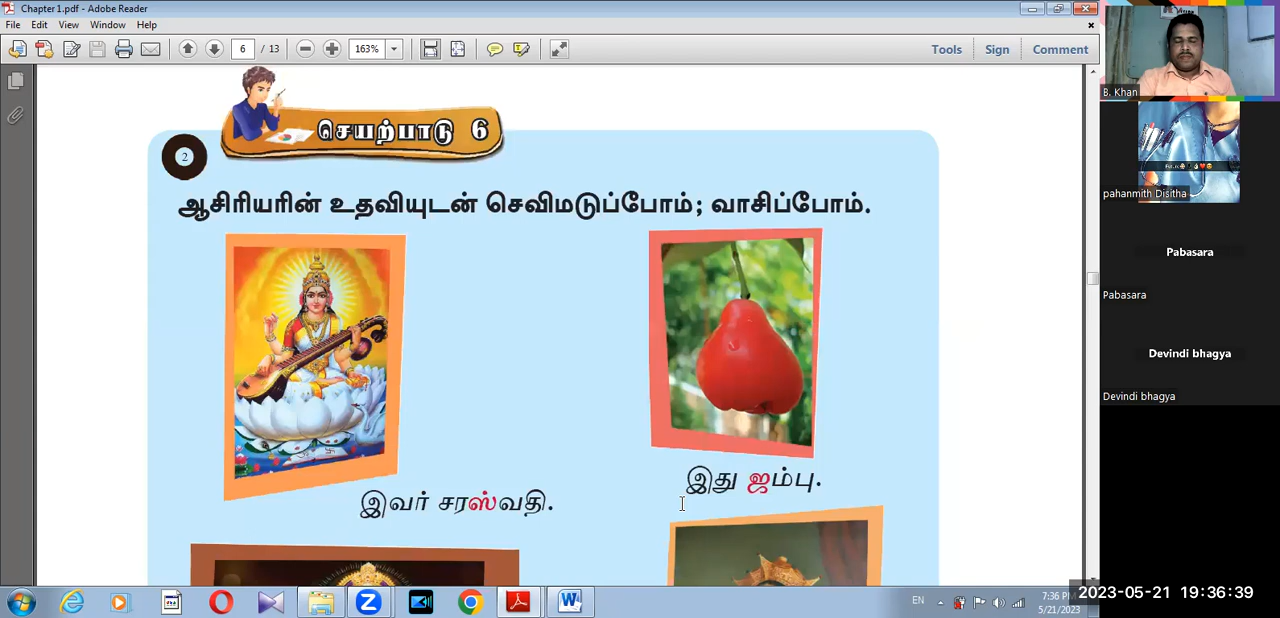 Chapter 1.pdf - Adobe Reader
File Edit View Window Help
6 / 13 163% Tools Sign Comment
செயற்பாடு 6
2
ஆசிரியரின் உதவியுடன் செவிமடுப்போம்; வாசிப்போம்.
இது ஜம்பு.
இவர் சரஸ்வதி.
B. Khan
pahanmith Disitha
Pabasara
Pabasara
Devindi bhagya
Devindi bhagya
EN
7:36 PM
5/21/2023
2023-05-21 19:36:39